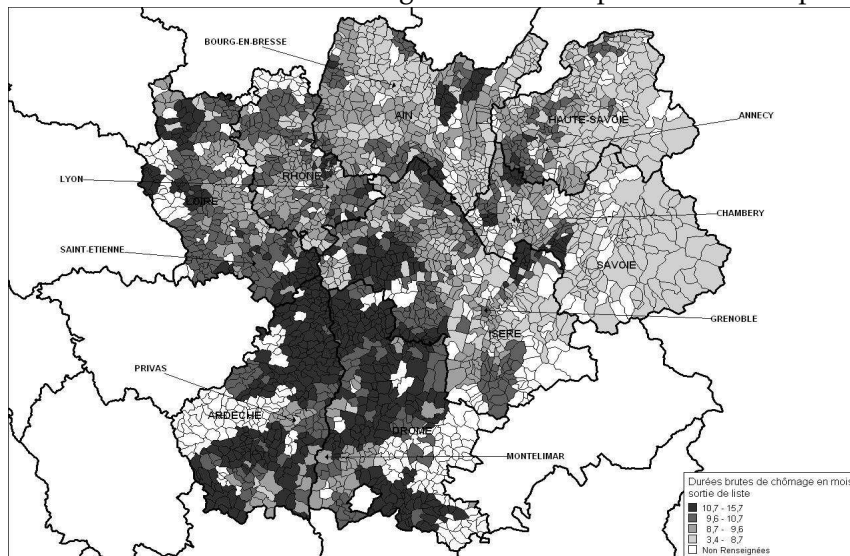 BOURG-EN-BRESSE
AIN
HAUTE-SAVOIE
ANNECY
LYON
RHONE
LOIRE
CHAMBERY
SAINT-ETIENNE
SAVOIE
GRENOBLE
ISERE
PRIVAS
ARDECHE
DROME
MONTELIMAR
Durées brutes de chômage en mois
sortie de liste
10,7 - 15,7
9,6 - 10,7
8,7 - 9,6
3,4 - 8,7
Non Renseignées